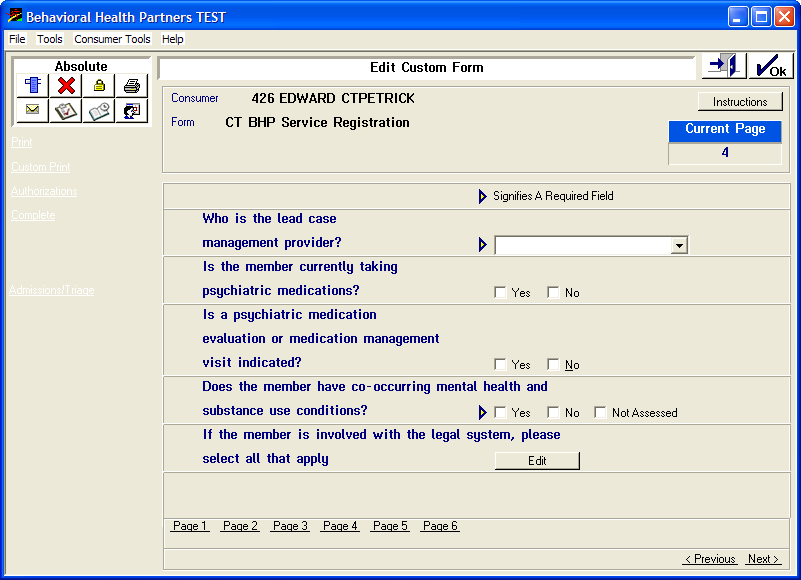 Behavioral Health Partners TEST
File Tools Consumer Tools Help
Absolute
Edit Custom Form
Ok
Consumer 426 EDWARD CTPETRICK
Instructions
Form CT BHP Service Registration
Current Page
4
Print
Custom Print
Authorizations
Complete
Admissions/Triage
Signifies A Required Field
Who is the lead case
management provider?
Is the member currently taking
psychiatric medications? Yes No
Is a psychiatric medication
evaluation or medication management
visit indicated? Yes No
Does the member have co-occurring mental health and
substance use conditions? Yes No Not Assessed
If the member is involved with the legal system, please
select all that apply Edit
Page 1 Page 2 Page 3 Page 4 Page 5 Page 6
< Previous Next >